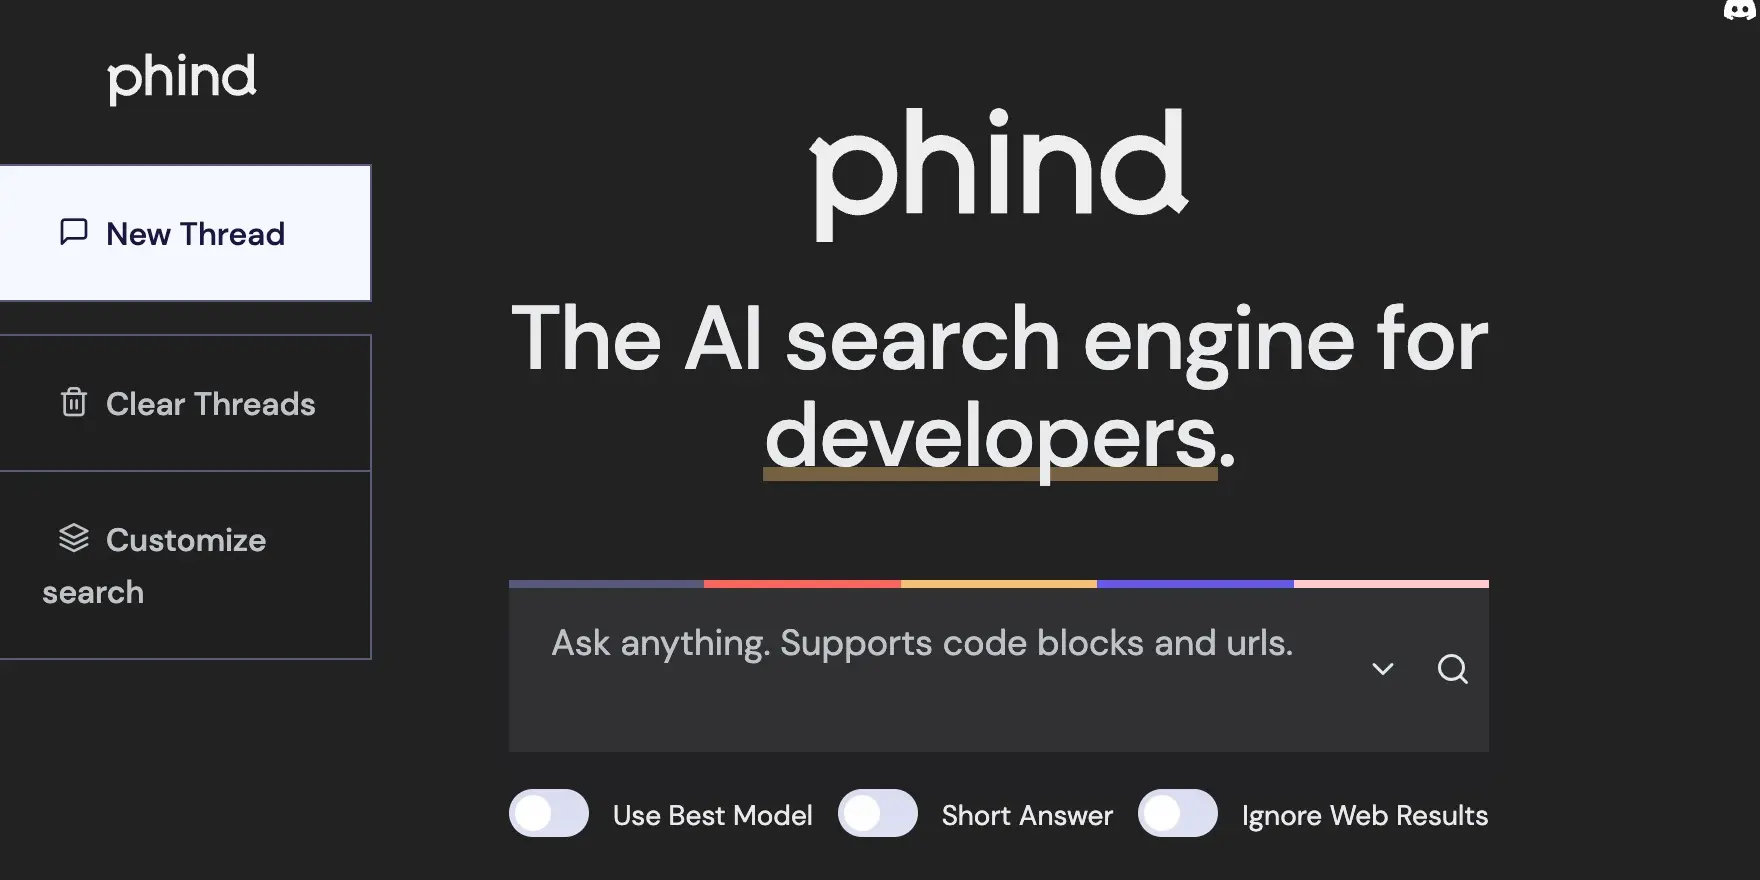 phind
New Thread
Clear Threads
Customize
search
phind
The AI search engine for
developers.
Ask anything. Supports code blocks and urls.
Use Best Model
Short Answer
Ignore Web Results